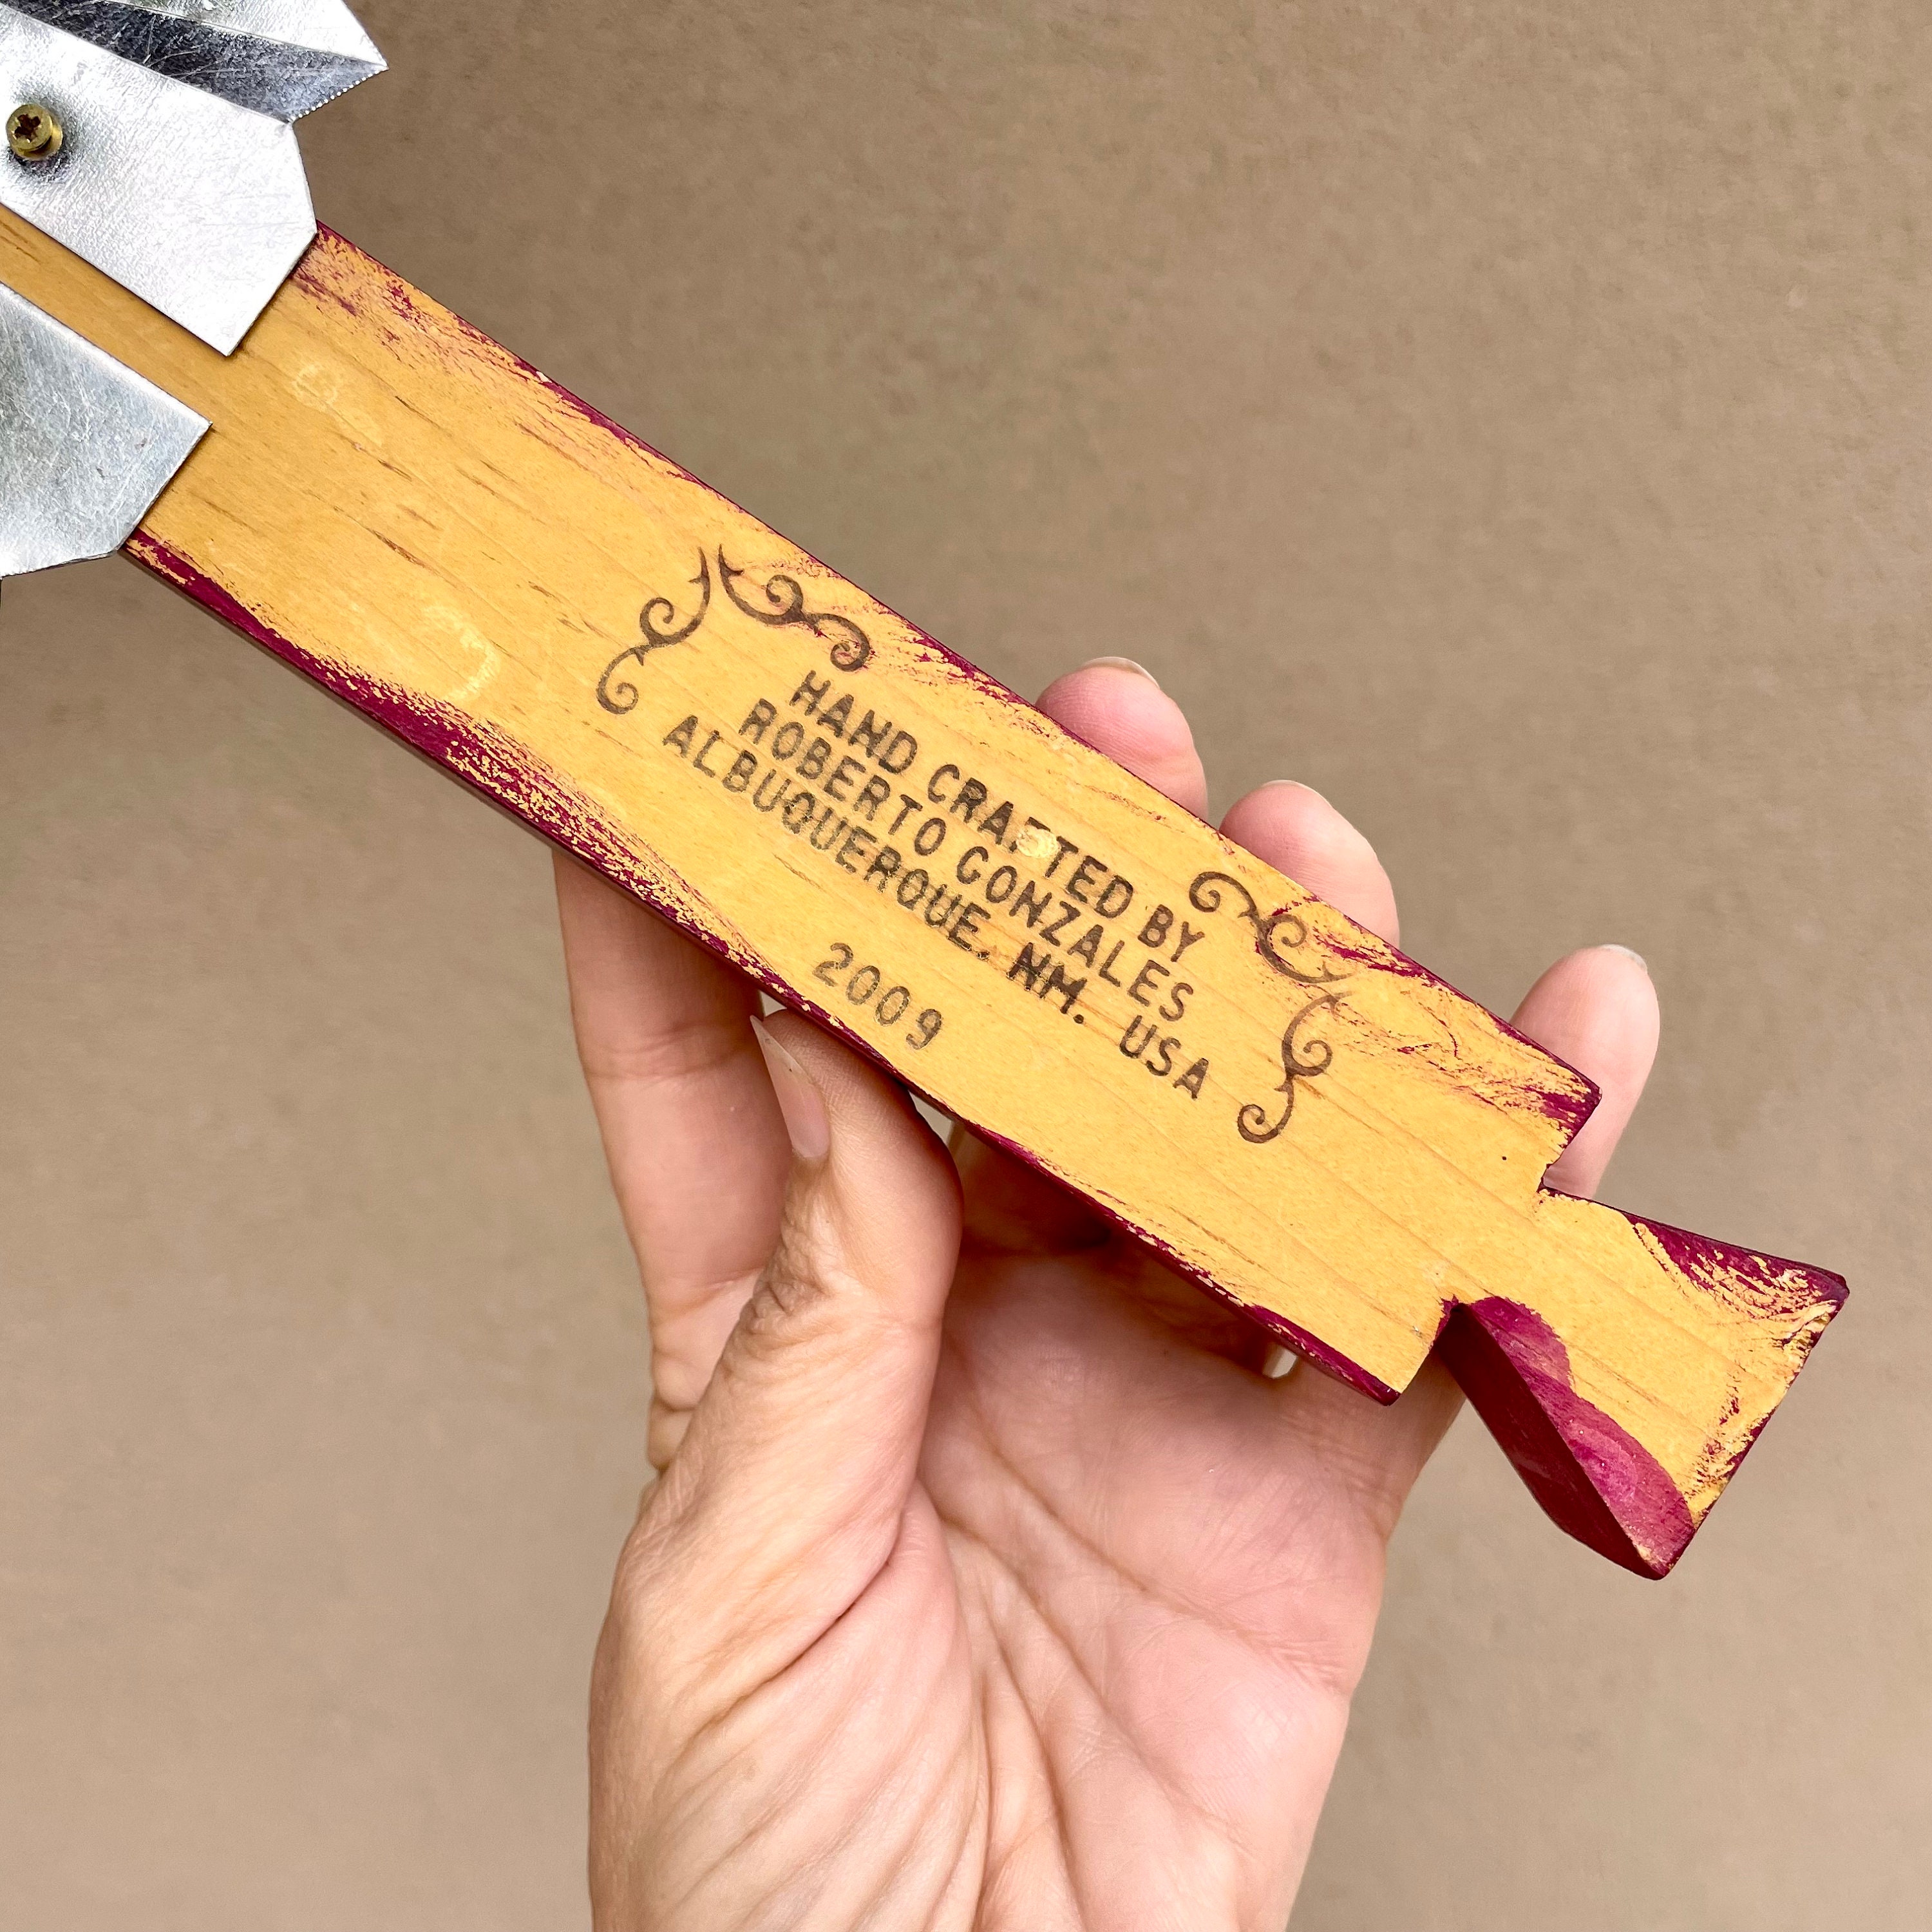 HAND CRAFTED BY
ROBERTO GONZALES
ALBUQUERQUE. NM. USA
2009